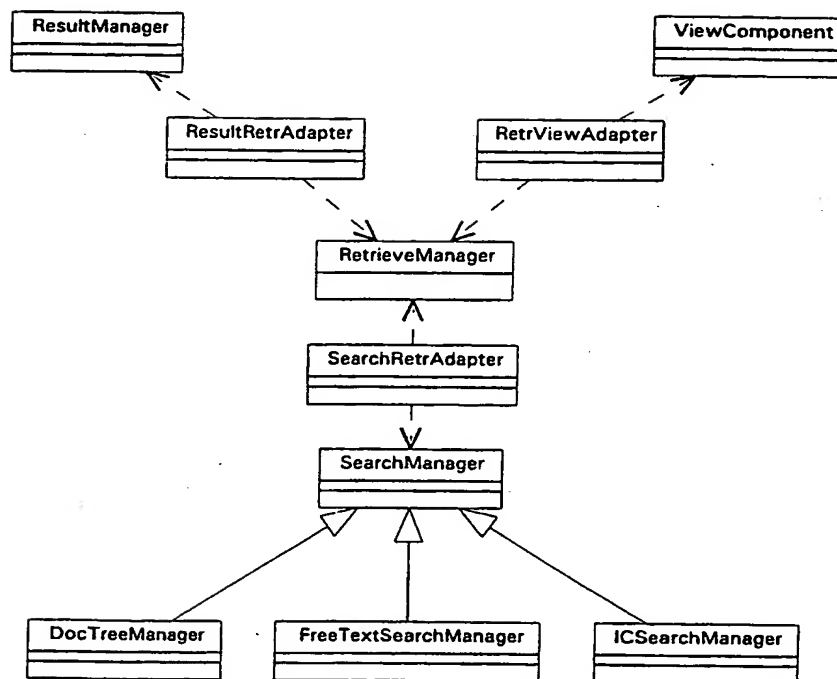 ResultManager
ViewComponent
ResultRetrAdapter
RetrViewAdapter
RetrieveManager
SearchRetrAdapter
SearchManager
DocTreeManager
FreeTextSearchManager
ICSearchManager